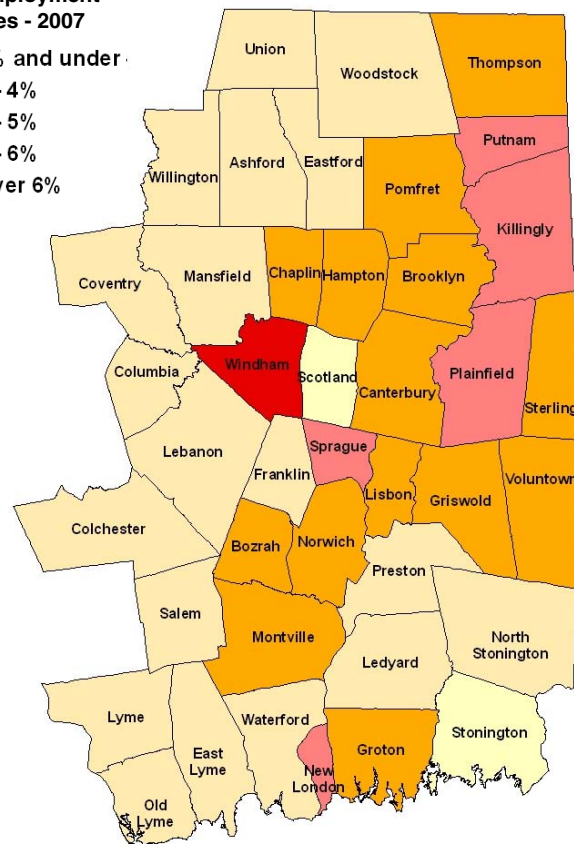 es - 2007
% and under
- 4%
- 5%
- 6%
ver 6%
Union
Woodstock
Thompson
Putnam
Willington
Ashford
Eastford
Pomfret
Killingly
Coventry
Mansfield
Chaplin
Hampton
Brooklyn
Columbia
Windham
Scotland
Canterbury
Plainfield
Sterling
Lebanon
Franklin
Sprague
Lisbon
Griswold
Voluntown
Colchester
Bozrah
Norwich
Preston
Salem
Montville
Ledyard
North
Stonington
Lyme
East
Lyme
Waterford
New
London
Groton
Stonington
Old
Lyme